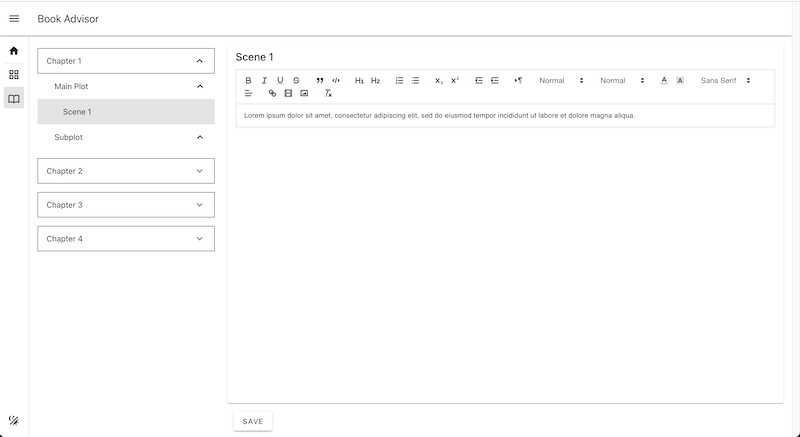 Book Advisor
Chapter 1
Main Plot
Scene 1
Subplot
Chapter 2
Chapter 3
Chapter 4
Scene 1
B I U S H1 H2 X₂ X² Normal Normal A A Sans Serif
Lorem ipsum dolor sit amet, consectetur adipiscing elit, sed do eiusmod tempor incididunt ut labore et dolore magna aliqua.
SAVE